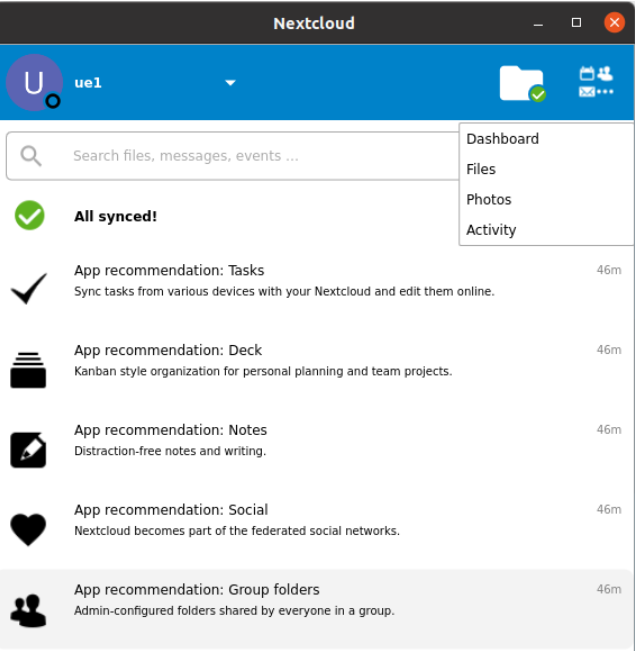 Nextcloud
U
ue1
Search files, messages, events ...
Dashboard
Files
Photos
Activity
All synced!
App recommendation: Tasks
46m
Sync tasks from various devices with your Nextcloud and edit them online.
App recommendation: Deck
46m
Kanban style organization for personal planning and team projects.
App recommendation: Notes
46m
Distraction-free notes and writing.
App recommendation: Social
46m
Nextcloud becomes part of the federated social networks.
App recommendation: Group folders
46m
Admin-configured folders shared by everyone in a group.